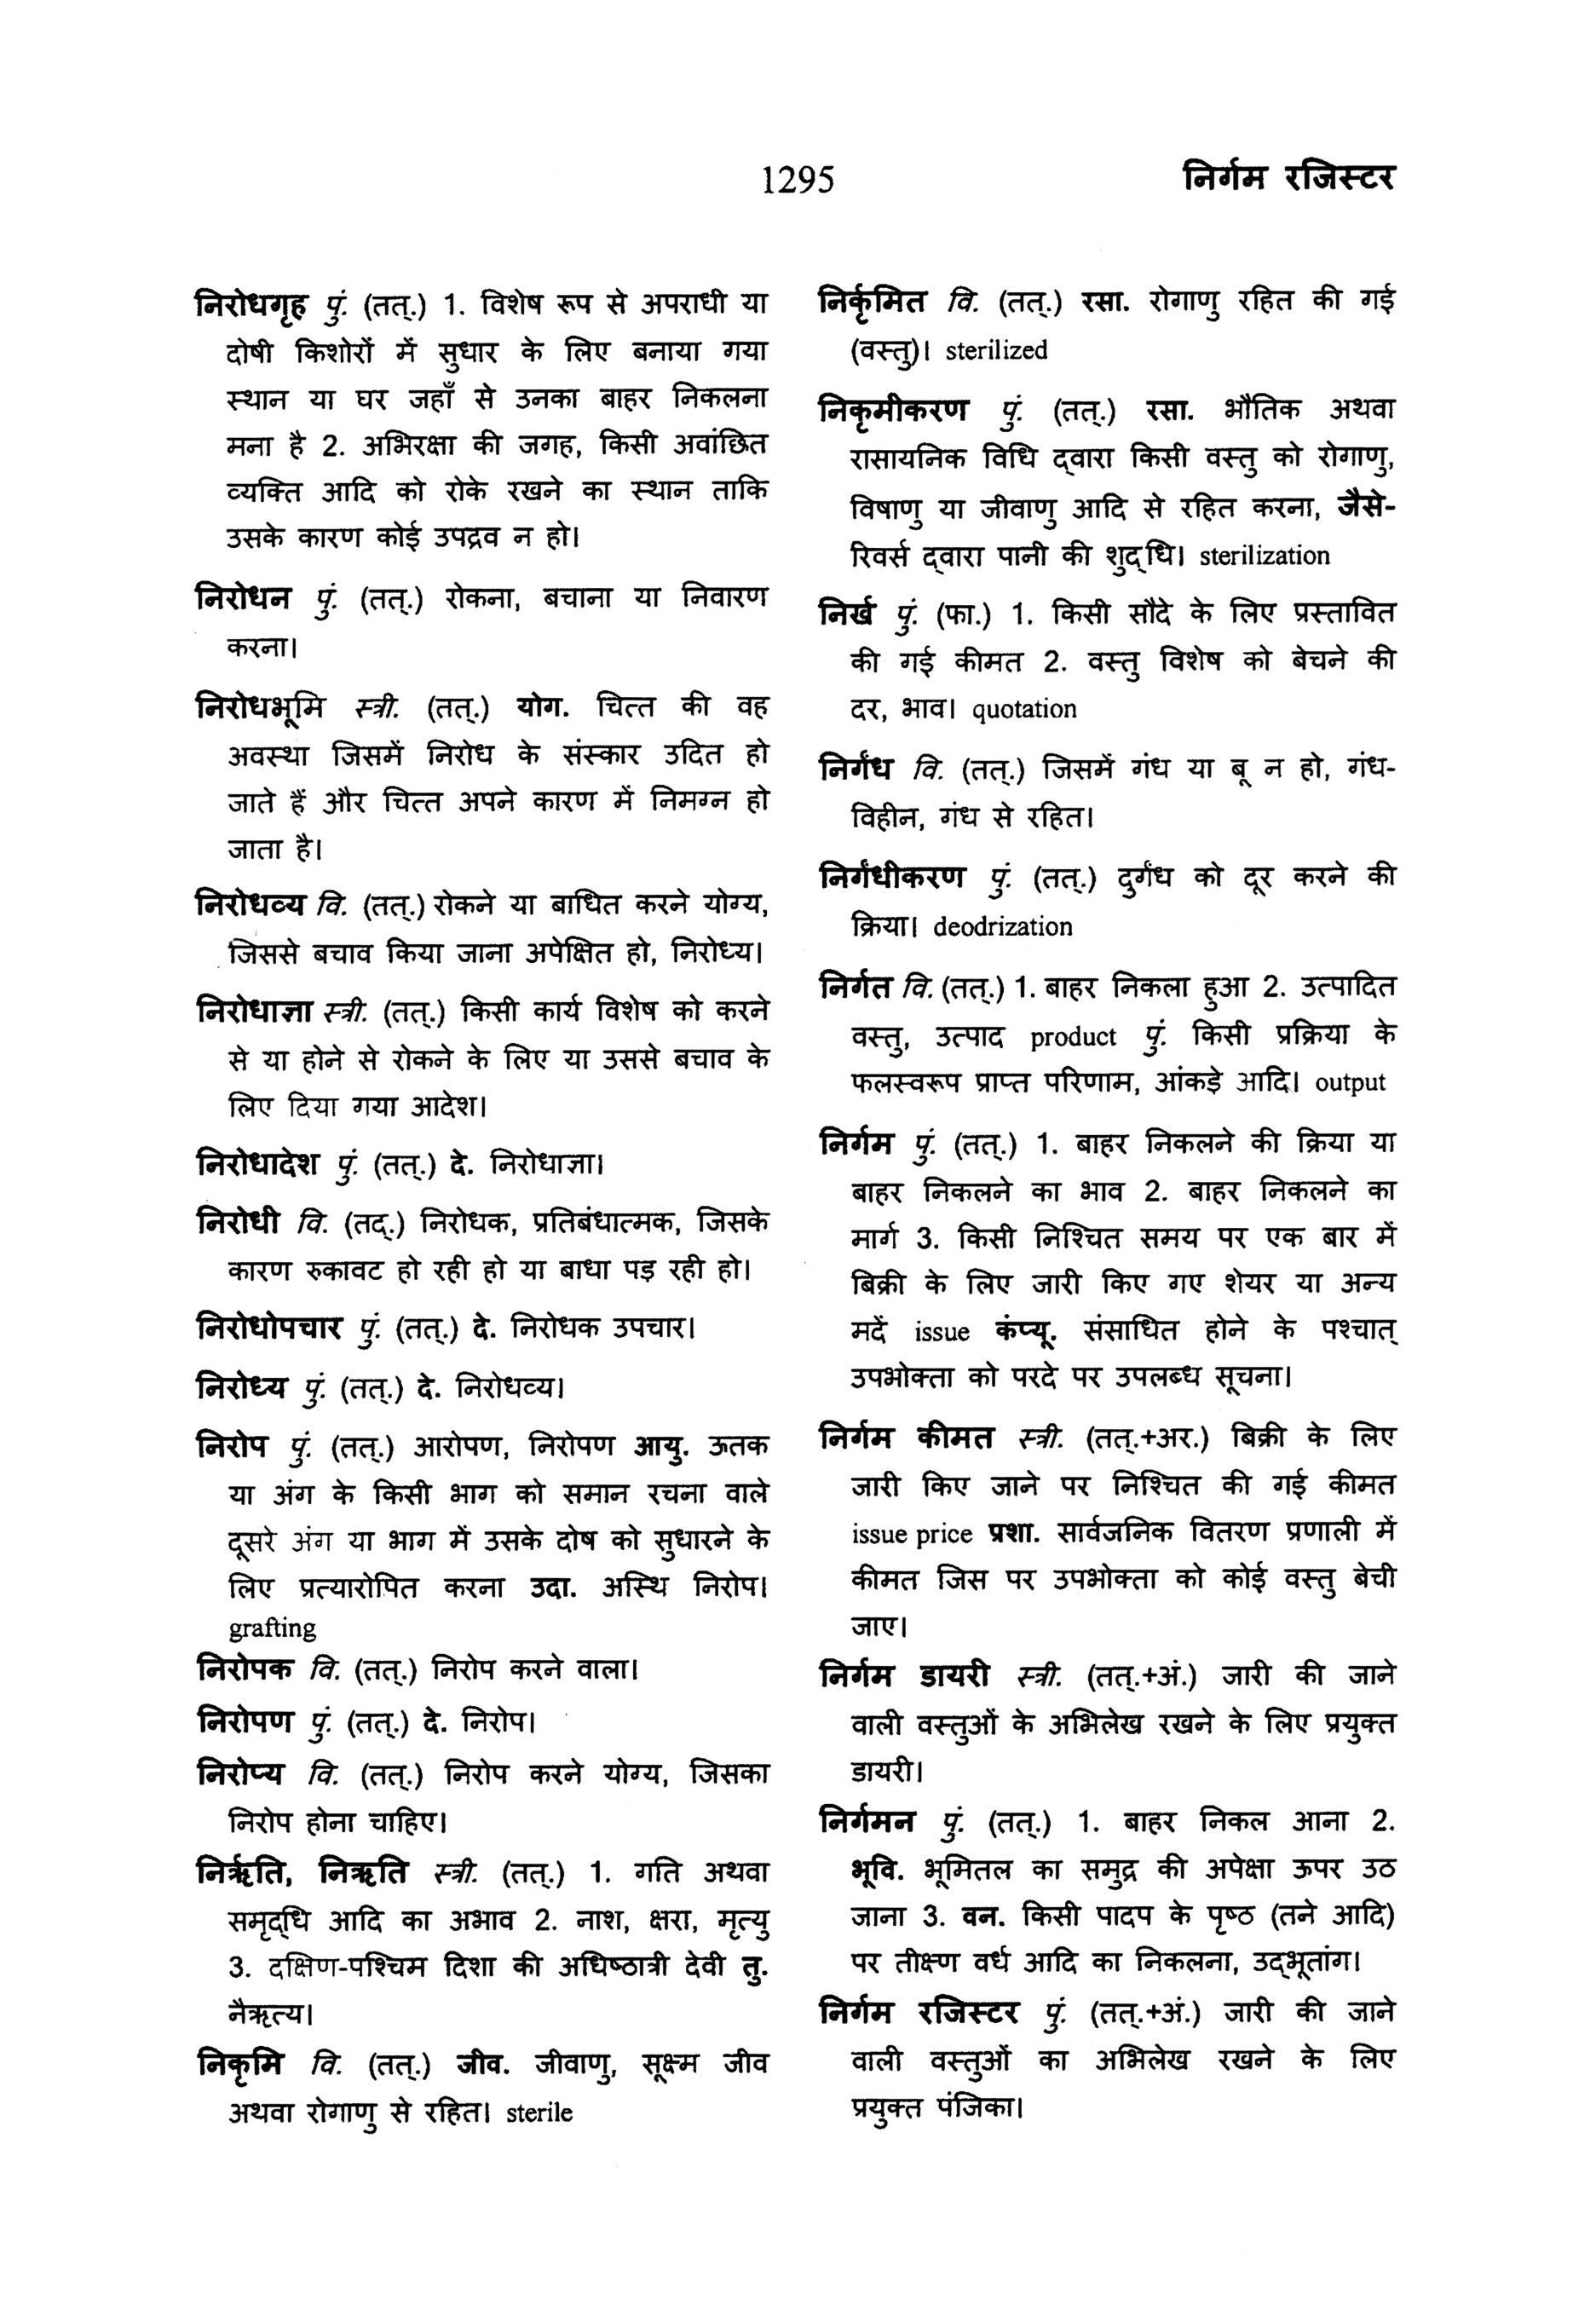 1295
निर्गम रजिस्टर
निरोधगृह पुं. (तत्.) 1. विशेष रूप से अपराधी या
दोषी किशोरों में सुधार के लिए बनाया गया
स्थान या घर जहाँ से उनका बाहर निकलना
मना है 2. अभिरक्षा की जगह, किसी अवांछित
व्यक्ति आदि को रोके रखने का स्थान ताकि
उसके कारण कोई उपद्रव न हो।
निरोधन पुं. (तत्.) रोकना, बचाना या निवारण
करना।
निरोधभूमि स्त्री. (तत्.) योग. चित्त की वह
अवस्था जिसमें निरोध के संस्कार उदित हो
जाते हैं और चित्त अपने कारण में निमग्न हो
जाता है।
निरोधव्य वि. (तत्.) रोकने या बाधित करने योग्य,
जिससे बचाव किया जाना अपेक्षित हो, निरोध्य।
निरोधाज्ञा स्त्री. (तत्.) किसी कार्य विशेष को करने
से या होने से रोकने के लिए या उससे बचाव के
लिए दिया गया आदेश।
निरोधादेश पुं. (तत्.) दे. निरोधाज्ञा।
निरोधी वि. (तद्.) निरोधक, प्रतिबंधात्मक, जिसके
कारण रुकावट हो रही हो या बाधा पड़ रही हो।
निरोधोपचार पुं. (तत्.) दे. निरोधक उपचार।
निरोध्य पुं. (तत्.) दे. निरोधव्य।
निरोप पुं. (तत्.) आरोपण, निरोपण आयु. ऊतक
या अंग के किसी भाग को समान रचना वाले
दूसरे अंग या भाग में उसके दोष को सुधारने के
लिए प्रत्यारोपित करना उदा. अस्थि निरोप।
grafting
निरोपक वि. (तत्.) निरोप करने वाला।
निरोपण पुं. (तत्.) दे. निरोप।
निरोप्य वि. (तत्.) निरोप करने योग्य, जिसका
निरोप होना चाहिए।
निर्ऋति, निऋति स्त्री. (तत्.) 1. गति अथवा
समृद्धि आदि का अभाव 2. नाश, क्षरा, मृत्यु
3. दक्षिण-पश्चिम दिशा की अधिष्ठात्री देवी तु.
नैऋत्य।
निकृमि वि. (तत्.) जीव. जीवाणु, सूक्ष्म जीव
अथवा रोगाणु से रहित। sterile
निर्कृमित वि. (तत्.) रसा. रोगाणु रहित की गई
(वस्तु)। sterilized
निकृमीकरण पुं. (तत्.) रसा. भौतिक अथवा
रासायनिक विधि द्वारा किसी वस्तु को रोगाणु,
विषाणु या जीवाणु आदि से रहित करना, जैसे-
रिवर्स द्वारा पानी की शुद्धि। sterilization
निर्ख पुं. (फा.) 1. किसी सौदे के लिए प्रस्तावित
की गई कीमत 2. वस्तु विशेष को बेचने की
दर, भाव। quotation
निर्गंध वि. (तत्.) जिसमें गंध या बू न हो, गंध-
विहीन, गंध से रहित।
निर्गंधीकरण पुं. (तत्.) दुर्गंध को दूर करने की
क्रिया। deodrization
निर्गत वि. (तत्.) 1. बाहर निकला हुआ 2. उत्पादित
वस्तु, उत्पाद product पुं. किसी प्रक्रिया के
फलस्वरूप प्राप्त परिणाम, आंकड़े आदि। output
निर्गम पुं. (तत्.) 1. बाहर निकलने की क्रिया या
बाहर निकलने का भाव 2. बाहर निकलने का
मार्ग 3. किसी निश्चित समय पर एक बार में
बिक्री के लिए जारी किए गए शेयर या अन्य
मदें issue कंप्यू. संसाधित होने के पश्चात्
उपभोक्ता को परदे पर उपलब्ध सूचना।
निर्गम कीमत स्त्री. (तत्.+अर.) बिक्री के लिए
जारी किए जाने पर निश्चित की गई कीमत
issue price प्रशा. सार्वजनिक वितरण प्रणाली में
कीमत जिस पर उपभोक्ता को कोई वस्तु बेची
जाए।
निर्गम डायरी स्त्री. (तत्.+अं.) जारी की जाने
वाली वस्तुओं के अभिलेख रखने के लिए प्रयुक्त
डायरी।
निर्गमन पुं. (तत्.) 1. बाहर निकल आना 2.
भूवि. भूमितल का समुद्र की अपेक्षा ऊपर उठ
जाना 3. वन. किसी पादप के पृष्ठ (तने आदि)
पर तीक्ष्ण वर्ध आदि का निकलना, उद्भूतांग।
निर्गम रजिस्टर पुं. (तत्.+अं.) जारी की जाने
वाली वस्तुओं का अभिलेख रखने के लिए
प्रयुक्त पंजिका।